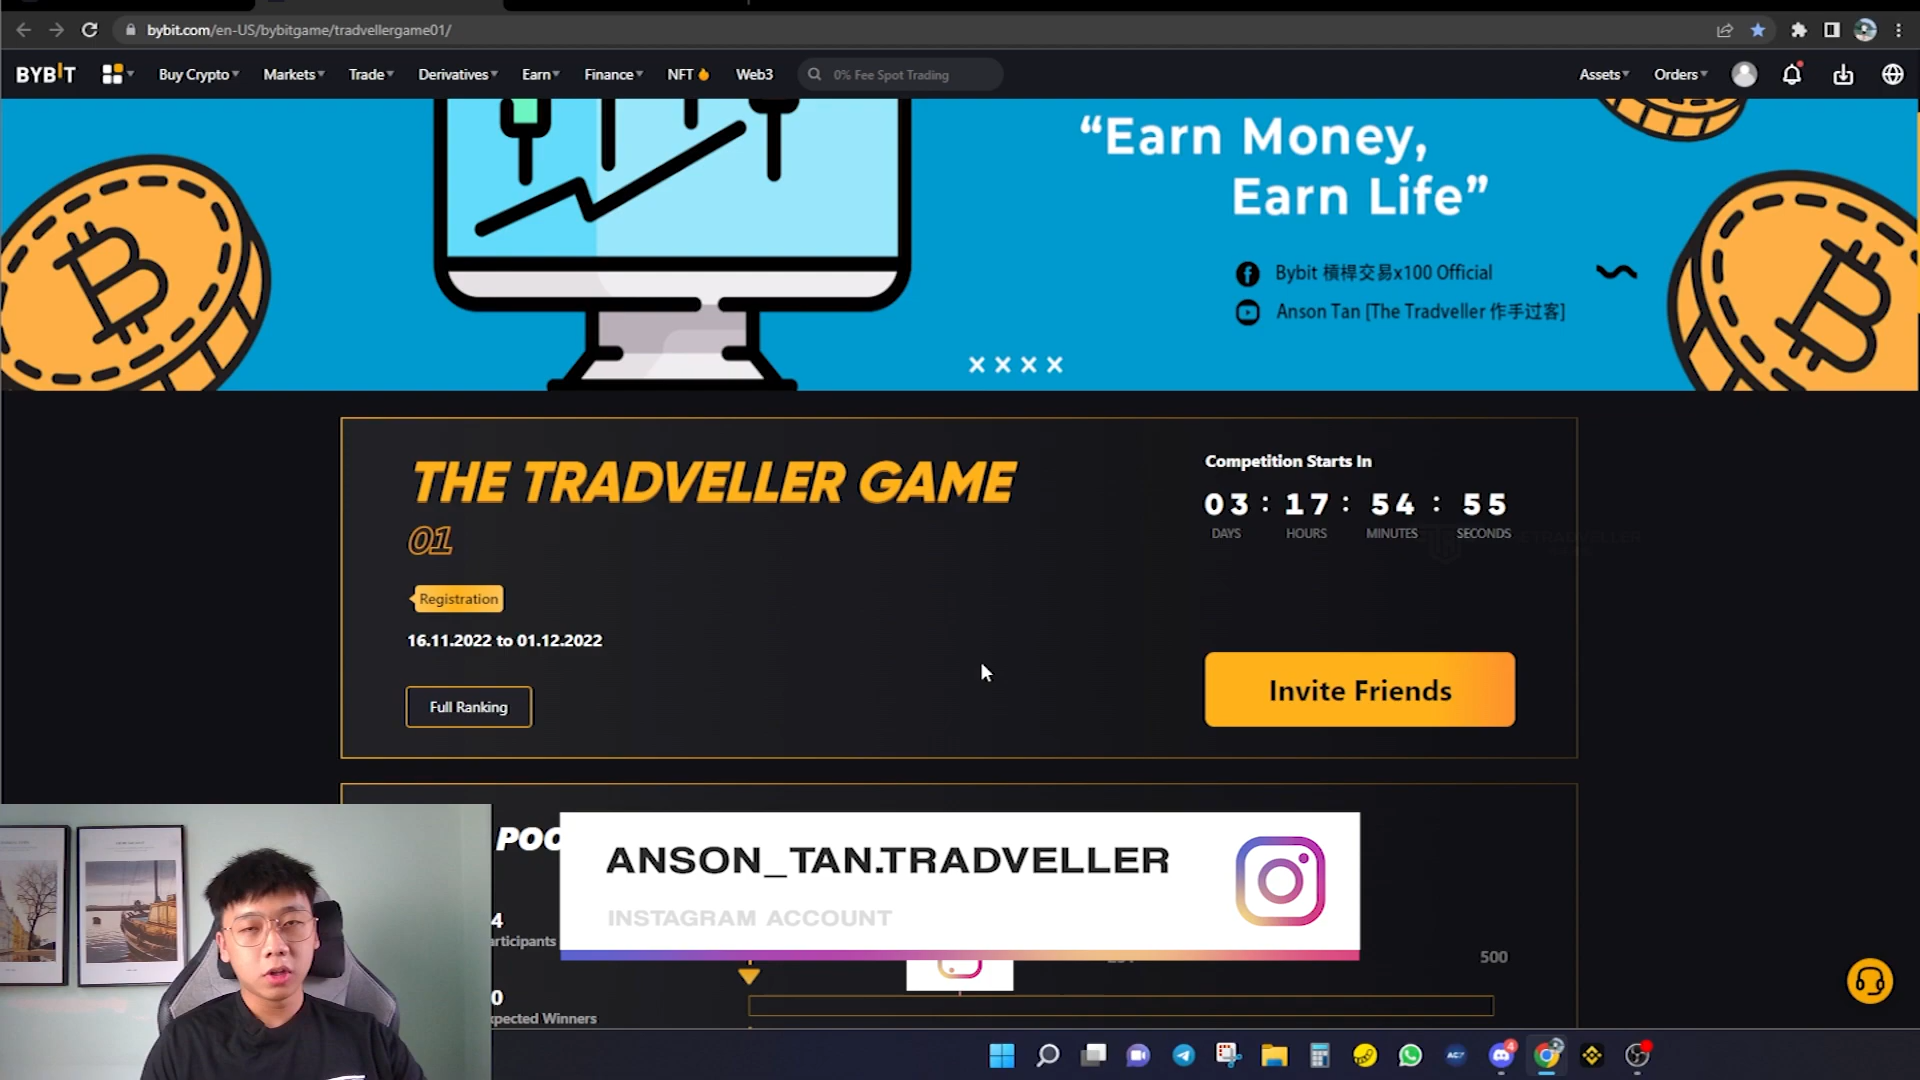 bybit.com/en-US/bybitgame/tradvellergame01/
BYBIT Buy Crypto Markets Trade Derivatives Earn Finance NFT Web3 0% Fee Spot Trading Assets Orders
“Earn Money,
Earn Life”
Bybit 槓桿交易x100 Official
Anson Tan [The Tradveller 作手过客]
THE TRADVELLER GAME
01
Competition Starts In
03 : 17 : 54 : 55
DAYS HOURS MINUTES SECONDS
Registration
16.11.2022 to 01.12.2022
Full Ranking
Invite Friends
POO
ANSON_TAN.TRADVELLER
INSTAGRAM ACCOUNT
4
articipants
500
0
pected Winners